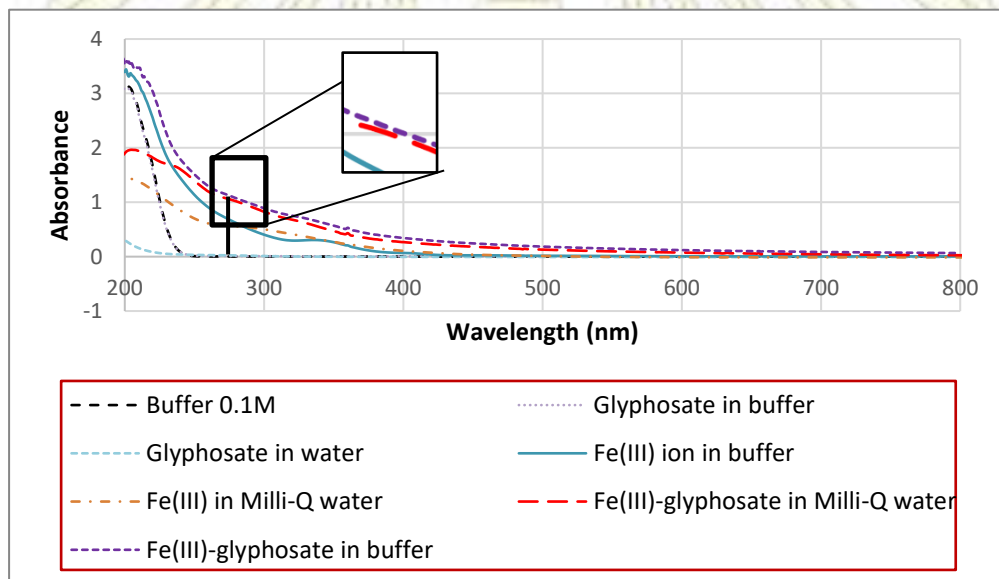 4
3
2
1
0
-1
Absorbance
200 300 400 500 600 700 800
Wavelength (nm)
Buffer 0.1M
Glyphosate in buffer
Glyphosate in water
Fe(III) ion in buffer
Fe(III) in Milli-Q water
Fe(III)-glyphosate in Milli-Q water
Fe(III)-glyphosate in buffer